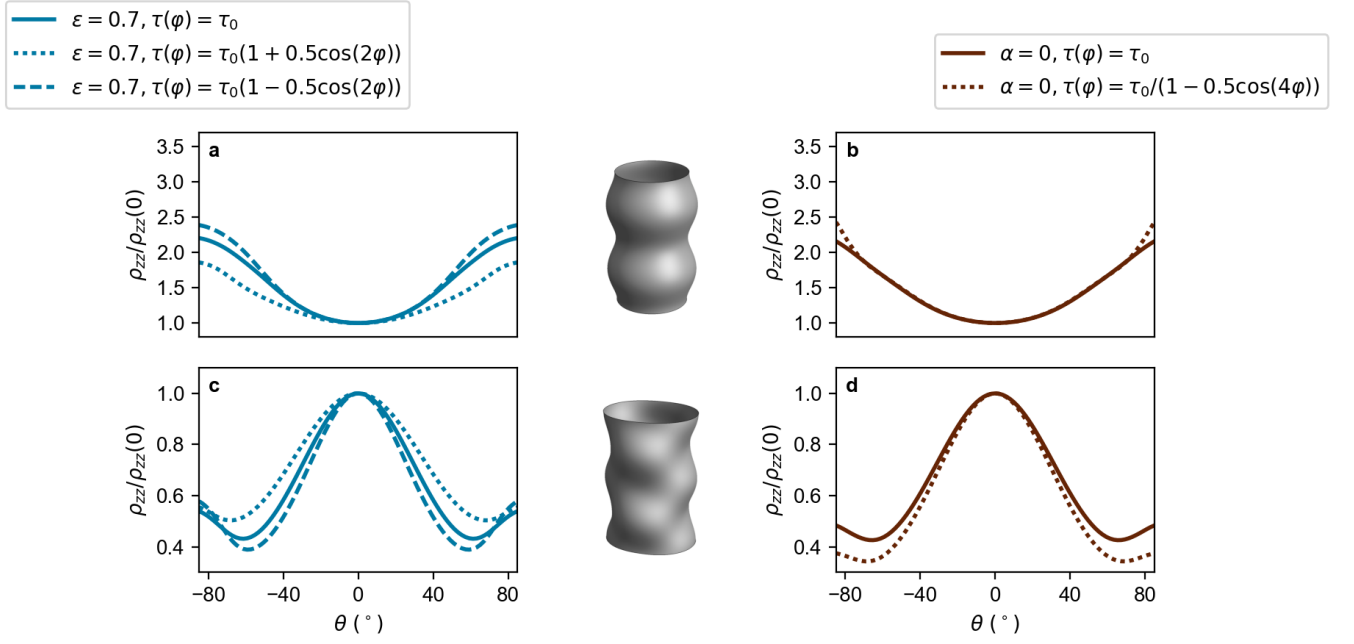 ε = 0.7, τ(φ) = τ₀
ε = 0.7, τ(φ) = τ₀(1 + 0.5cos(2φ))
ε = 0.7, τ(φ) = τ₀(1 − 0.5cos(2φ))
α = 0, τ(φ) = τ₀
α = 0, τ(φ) = τ₀/(1 − 0.5cos(4φ))
a
ρzz/ρzz(0)
3.5
3.0
2.5
2.0
1.5
1.0
b
ρzz/ρzz(0)
3.5
3.0
2.5
2.0
1.5
1.0
c
ρzz/ρzz(0)
1.0
0.8
0.6
0.4
−80 −40 0 40 80
θ (°)
d
ρzz/ρzz(0)
1.0
0.8
0.6
0.4
−80 −40 0 40 80
θ (°)